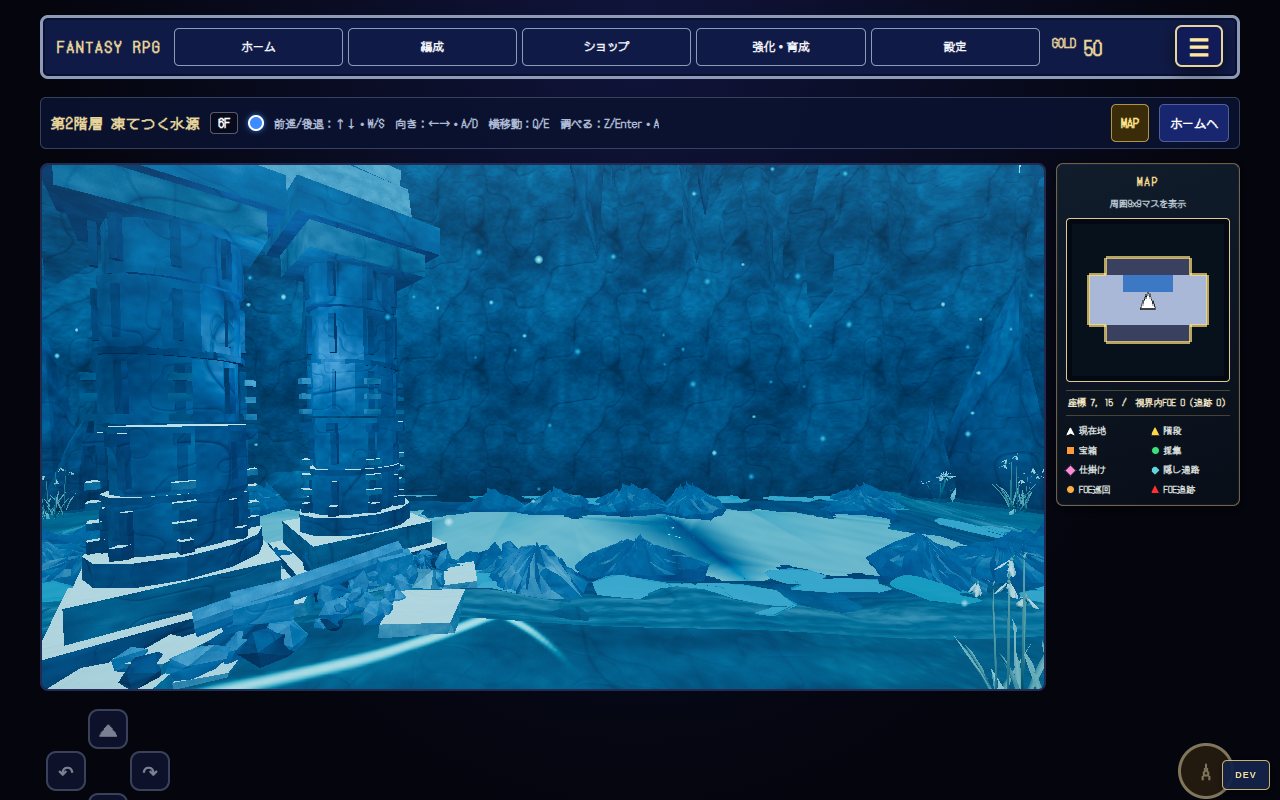 FANTASY RPG
ホーム
編成
ショップ
強化・育成
設定
GOLD 50
第2階層 凍てつく水源
6F
前進/後退：↑↓・W/S 向き：←→・A/D 横移動：Q/E 調べる：Z/Enter・A
MAP
ホームへ
MAP
周囲9x9マスを表示
座標 7, 15 / 視界内FOE 0 (追跡 0)
現在地
階段
宝箱
採集
仕掛け
隠し通路
FOE巡回
FOE追跡
A
DEV